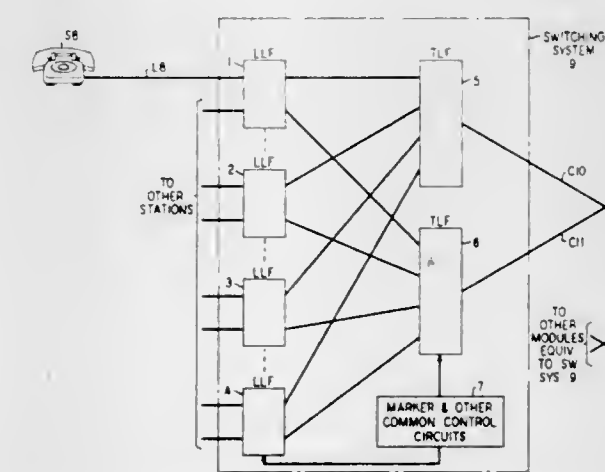 S8
L8
1
LLF
TLF
5
SWITCHING
SYSTEM
9
2
LLF
TO
OTHER
STATIONS
C10
TLF
6
C11
3
LLF
TO
OTHER
MODULES
EQUIV
TO SW
SYS 9
4
LLF
7
MARKER & OTHER
COMMON CONTROL
CIRCUITS